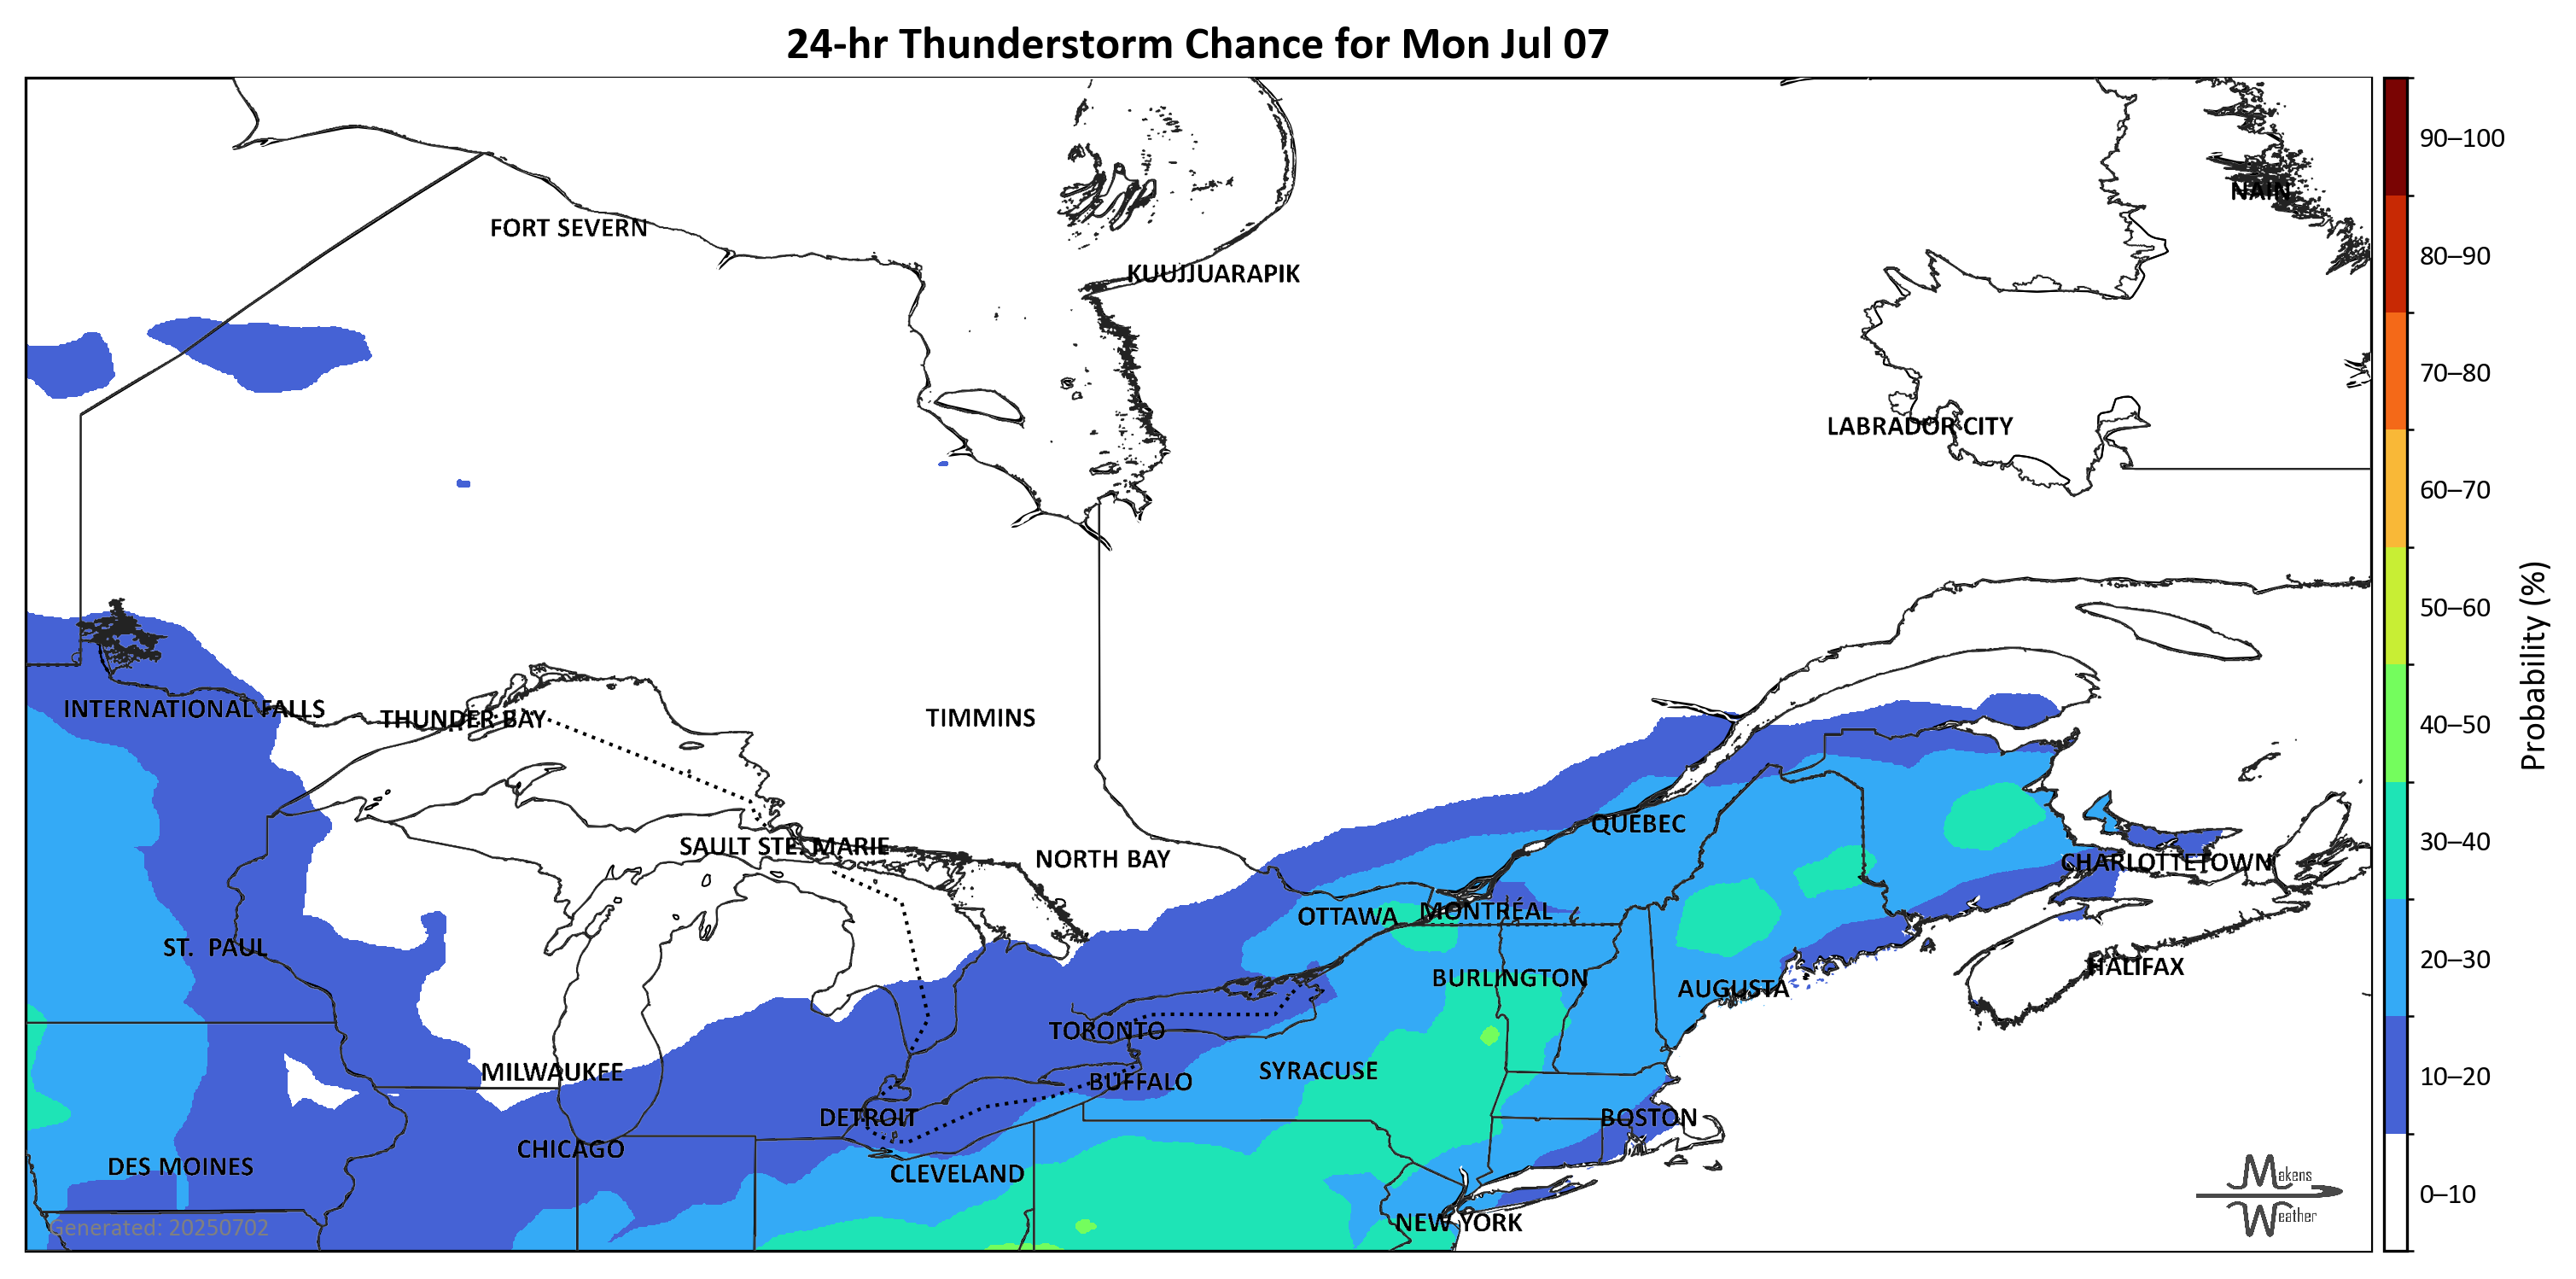 24-hr Thunderstorm Chance for Mon Jul 07
90–100
NAIN
FORT SEVERN
80–90
KUUJJUARAPIK
70–80
LABRADOR CITY
60–70
50–60
Probability (%)
INTERNATIONAL FALLS
THUNDER BAY
TIMMINS
40–50
QUEBEC
SAULT STE. MARIE
NORTH BAY
30–40
CHARLOTTETOWN
OTTAWA
MONTRÉAL
ST. PAUL
20–30
HALIFAX
BURLINGTON
AUGUSTA
TORONTO
MILWAUKEE
SYRACUSE
BUFFALO
10–20
DETROIT
BOSTON
CHICAGO
DES MOINES
CLEVELAND
Makens
Weather
0–10
NEW YORK
Generated: 20250702